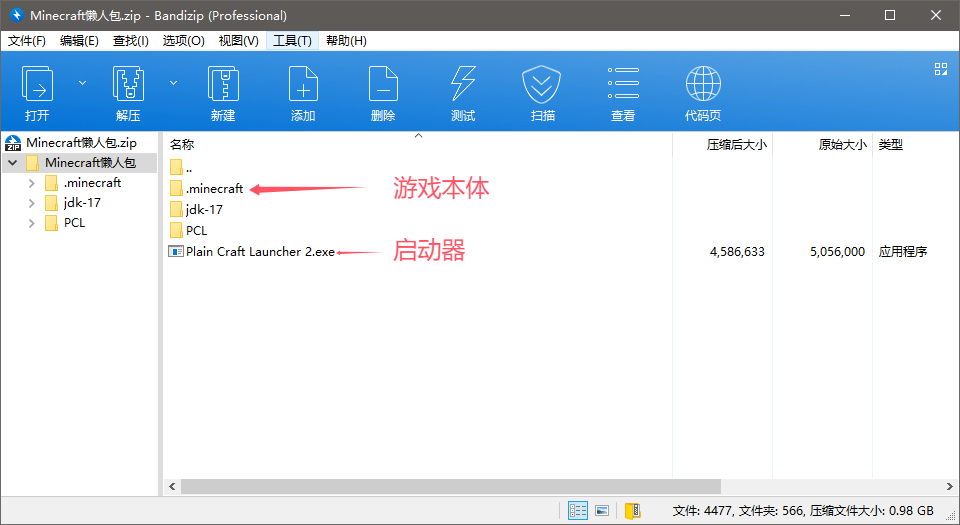 Minecraft懒人包.zip - Bandizip (Professional)
文件(F) 编辑(E) 查找(I) 选项(O) 视图(V) 工具(T) 帮助(H)
打开 解压 新建 添加 删除 测试 扫描 查看 代码页
Minecraft懒人包.zip
Minecraft懒人包
.minecraft
jdk-17
PCL
名称 压缩后大小 原始大小 类型
..
.minecraft 游戏本体
jdk-17
PCL
Plain Craft Launcher 2.exe 启动器 4,586,633 5,056,000 应用程序
文件: 4477, 文件夹: 566, 压缩文件大小: 0.98 GB